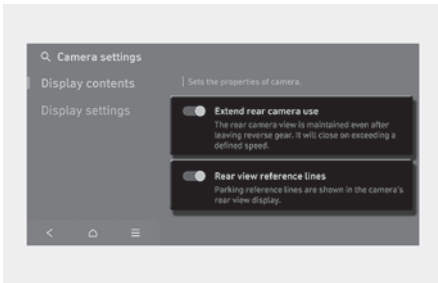 Camera settings
Display contents
Display settings
Sets the properties of camera.
Extend rear camera use
The rear camera view is maintained even after
leaving reverse gear. It will close on exceeding a
defined speed.
Rear view reference lines
Parking reference lines are shown in the camera's
rear view display.